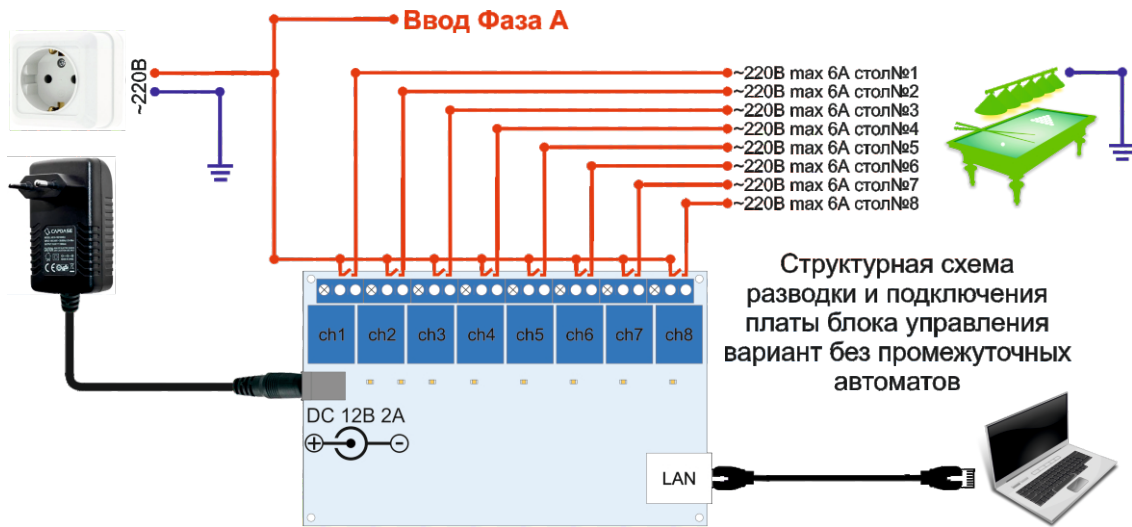 Ввод Фаза А
~220В
~220В max 6А стол№1
~220В max 6А стол№2
~220В max 6А стол№3
~220В max 6А стол№4
~220В max 6А стол№5
~220В max 6А стол№6
~220В max 6А стол№7
~220В max 6А стол№8
CAPDASE
Структурная схема
разводки и подключения
платы блока управления
вариант без промежуточных
автоматов
ch1 ch2 ch3 ch4 ch5 ch6 ch7 ch8
DC 12В 2А
LAN